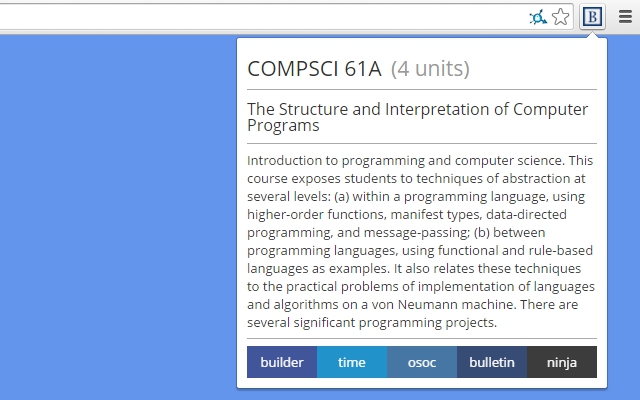 B
COMPSCI 61A (4 units)
The Structure and Interpretation of Computer
Programs
Introduction to programming and computer science. This
course exposes students to techniques of abstraction at
several levels: (a) within a programming language, using
higher-order functions, manifest types, data-directed
programming, and message-passing; (b) between
programming languages, using functional and rule-based
languages as examples. It also relates these techniques
to the practical problems of implementation of languages
and algorithms on a von Neumann machine. There are
several significant programming projects.
builder time osoc bulletin ninja